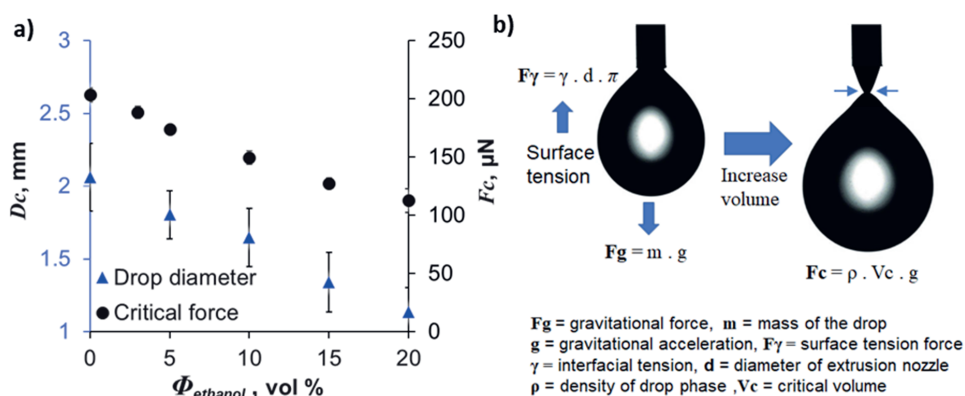 a)
3
2.5
2
1.5
1
Dc, mm
250
200
150
100
50
0
Fc, µN
Drop diameter
Critical force
0 5 10 15 20
Φethanol, vol %
b)
Fγ = γ . d . π
Surface
tension
Fg = m . g
Increase
volume
Fc = ρ . Vc . g
Fg = gravitational force, m = mass of the drop
g = gravitational acceleration, Fγ = surface tension force
γ = interfacial tension, d = diameter of extrusion nozzle
ρ = density of drop phase ,Vc = critical volume